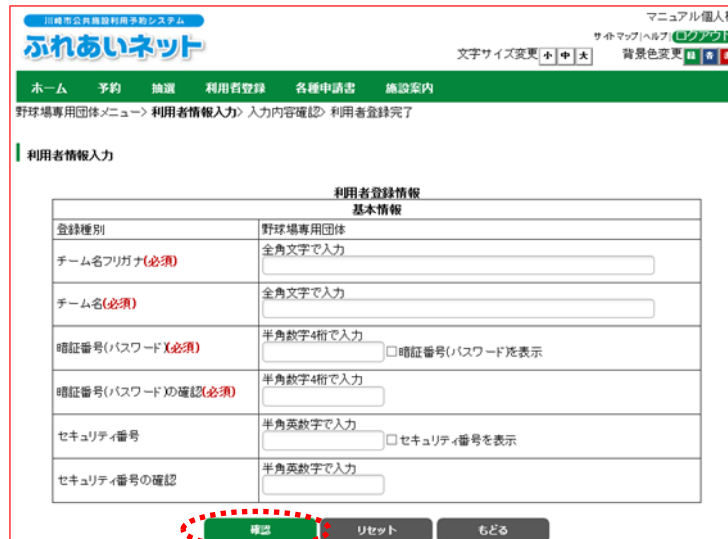 川崎市公共施設利用予約システム
ふれあいネット
マニュアル個人
サイトマップ|ヘルプ|ログアウト
文字サイズ変更 小 中 大 背景色変更 緑 青
ホーム 予約 抽選 利用者登録 各種申請書 施設案内
野球場専用団体メニュー> 利用者情報入力> 入力内容確認> 利用者登録完了
利用者情報入力
利用者登録情報
基本情報
登録種別 野球場専用団体
チーム名フリガナ(必須) 全角文字で入力
チーム名(必須) 全角文字で入力
暗証番号(パスワード)(必須) 半角数字4桁で入力
□暗証番号(パスワード)を表示
暗証番号(パスワード)の確認(必須) 半角数字4桁で入力
セキュリティ番号 半角英数字で入力
□セキュリティ番号を表示
セキュリティ番号の確認 半角英数字で入力
確認 リセット もどる